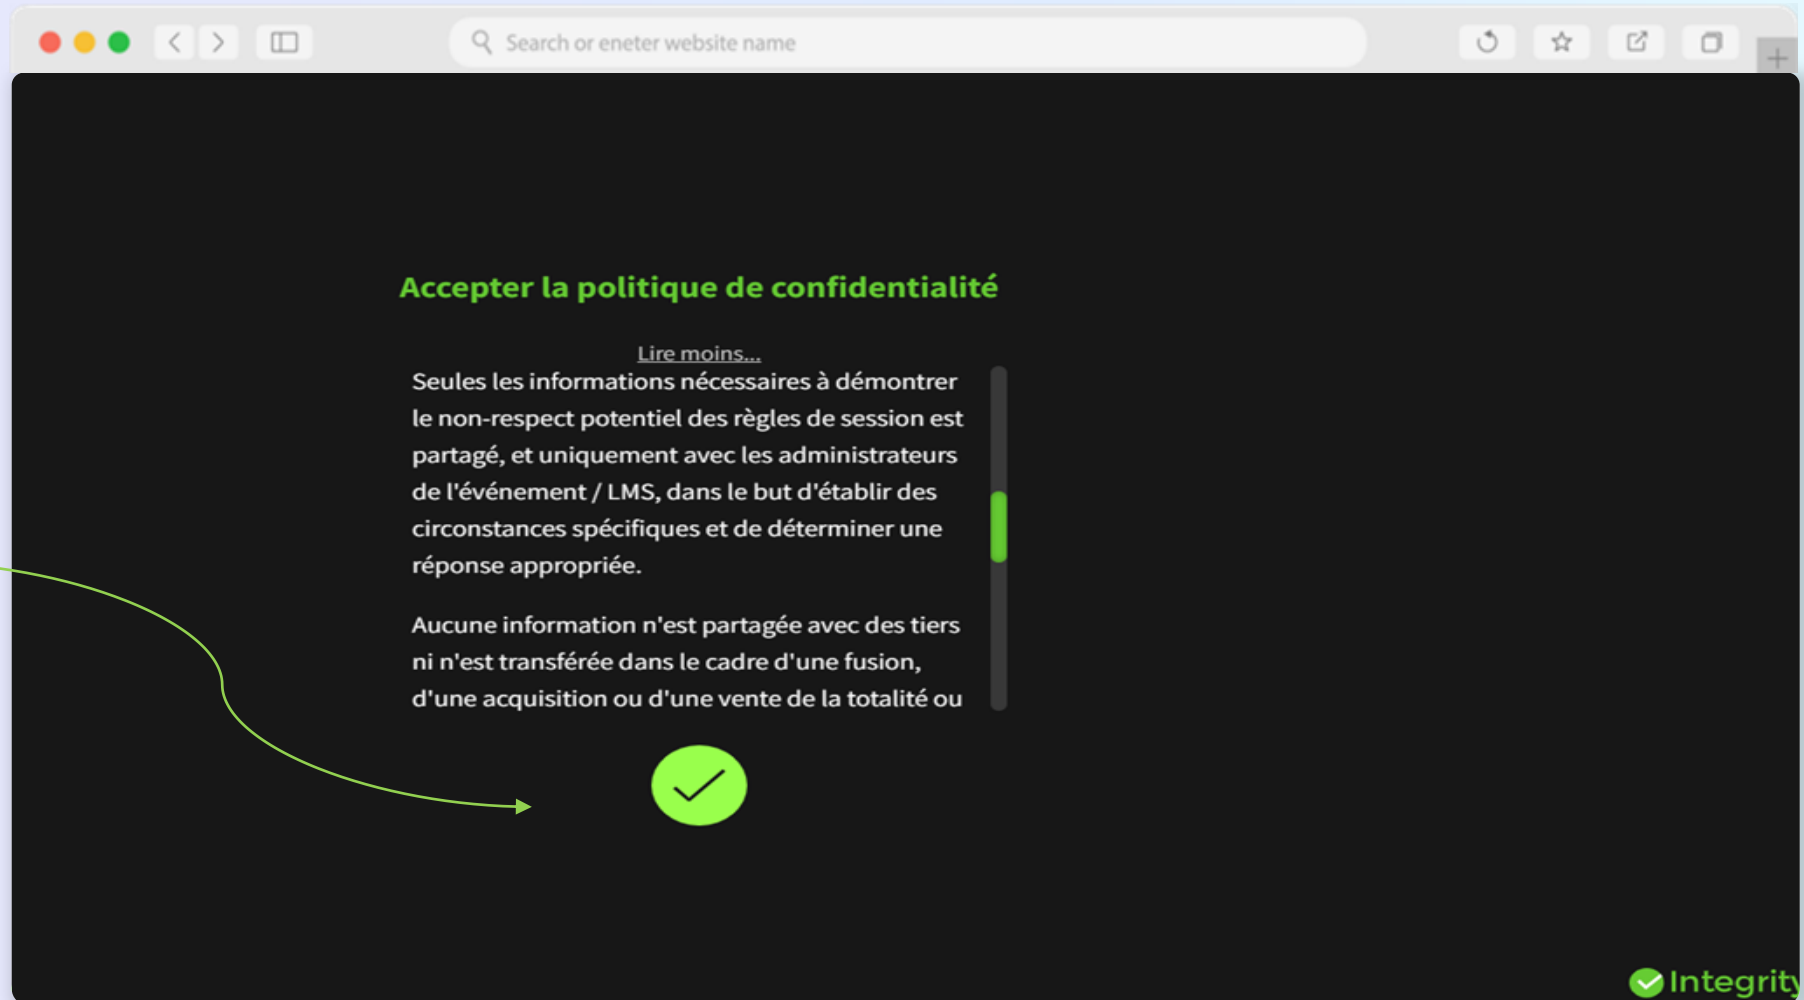 Search or eneter website name
Accepter la politique de confidentialité
Lire moins...
Seules les informations nécessaires à démontrer
le non-respect potentiel des règles de session est
partagé, et uniquement avec les administrateurs
de l'événement / LMS, dans le but d'établir des
circonstances spécifiques et de déterminer une
réponse appropriée.
Aucune information n'est partagée avec des tiers
ni n'est transférée dans le cadre d'une fusion,
d'une acquisition ou d'une vente de la totalité ou
Integrity